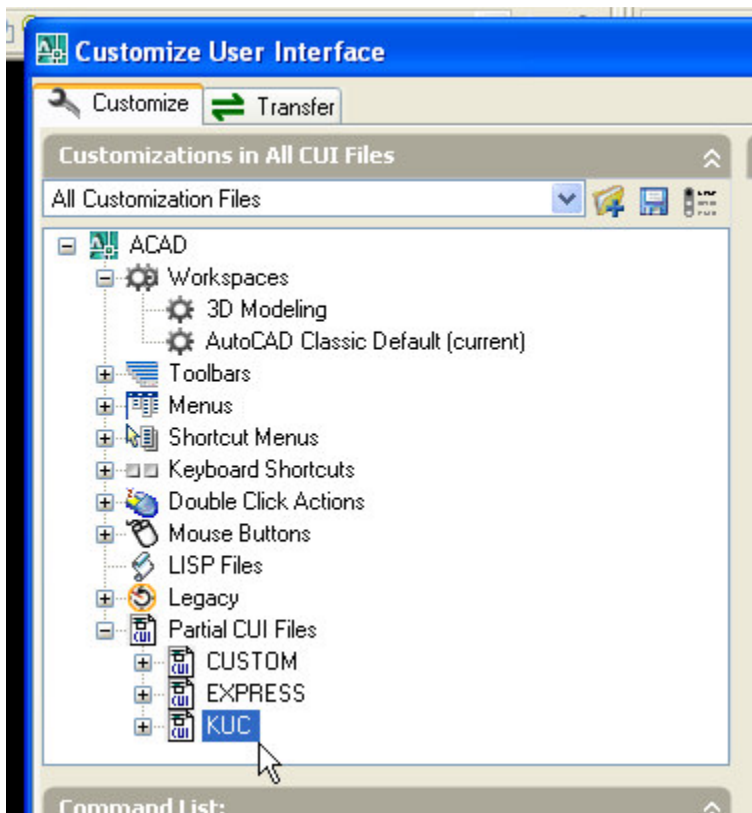 Customize User Interface
Customize
Transfer
Customizations in All CUI Files
All Customization Files
ACAD
Workspaces
3D Modeling
AutoCAD Classic Default (current)
Toolbars
Menus
Shortcut Menus
Keyboard Shortcuts
Double Click Actions
Mouse Buttons
LISP Files
Legacy
Partial CUI Files
CUSTOM
EXPRESS
KUC
Command List: